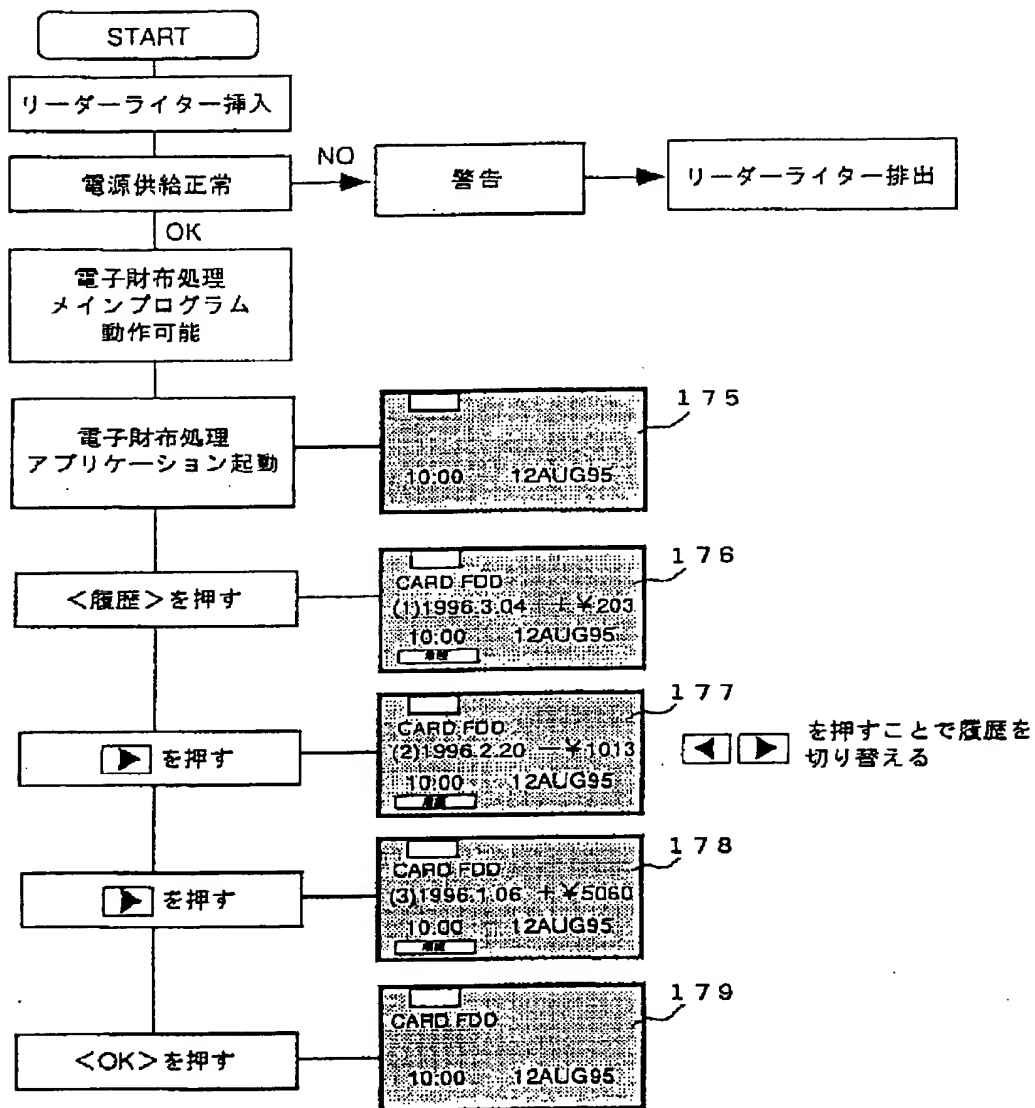 START
リーダーライター挿入
電源供給正常
NO
警告
リーダーライター排出
OK
電子財布処理
メインプログラム
動作可能
電子財布処理
アプリケーション起動
10:00 12AUG95
175
<履歴>を押す
CARD FDD
(1)1996.3.04 +¥203
10:00 12AUG95
履歴
176
▶ を押す
CARD FDD
(2)1996.2.20 -¥1013
10:00 12AUG95
履歴
177
◀ ▶ を押すことで履歴を
切り替える
▶ を押す
CARD FDD
(3)1996.1.06 +¥5060
10:00 12AUG95
履歴
178
<OK>を押す
CARD FDD
10:00 12AUG95
179